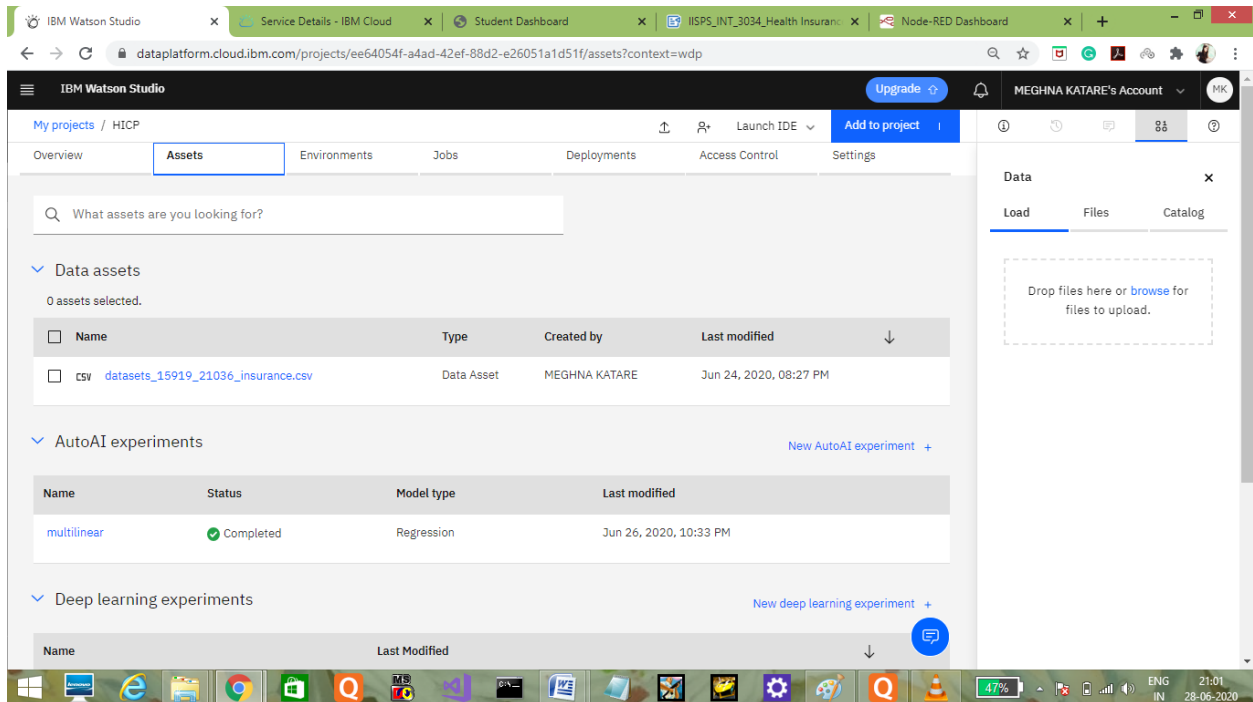 IBM Watson Studio
Service Details - IBM Cloud
Student Dashboard
IISPS_INT_3034_Health Insuranc
Node-RED Dashboard
dataplatform.cloud.ibm.com/projects/ee64054f-a4ad-42ef-88d2-e26051a1d51f/assets?context=wdp
IBM Watson Studio
Upgrade
MEGHNA KATARE's Account
MK
My projects / HICP
Launch IDE
Add to project
Overview
Assets
Environments
Jobs
Deployments
Access Control
Settings
Data
Load
Files
Catalog
Drop files here or browse for
files to upload.
What assets are you looking for?
Data assets
0 assets selected.
Name Type Created by Last modified
CSV datasets_15919_21036_insurance.csv Data Asset MEGHNA KATARE Jun 24, 2020, 08:27 PM
AutoAI experiments
New AutoAI experiment +
Name Status Model type Last modified
multilinear Completed Regression Jun 26, 2020, 10:33 PM
Deep learning experiments
New deep learning experiment +
Name Last Modified
47%
ENG
IN
21:01
28-06-2020